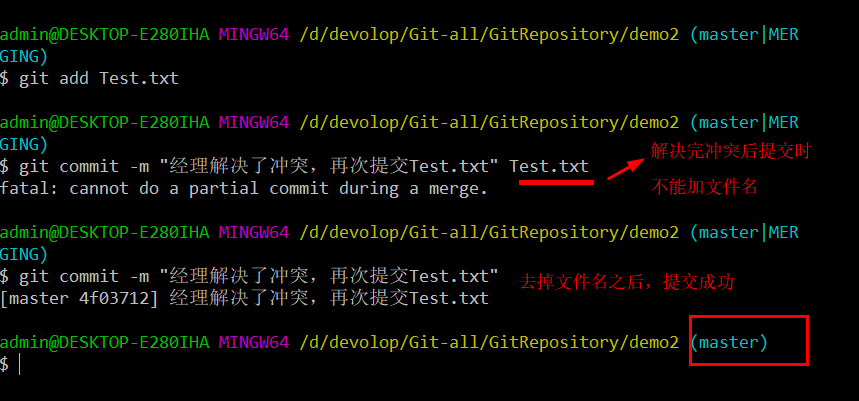 admin@DESKTOP-E280IHA MINGW64 /d/devolop/Git-all/GitRepository/demo2 (master|MER
GING)
$ git add Test.txt
admin@DESKTOP-E280IHA MINGW64 /d/devolop/Git-all/GitRepository/demo2 (master|MER
GING)
$ git commit -m "经理解决了冲突，再次提交Test.txt" Test.txt
fatal: cannot do a partial commit during a merge.
解决完冲突后提交时
不能加文件名
admin@DESKTOP-E280IHA MINGW64 /d/devolop/Git-all/GitRepository/demo2 (master|MER
GING)
$ git commit -m "经理解决了冲突，再次提交Test.txt"
[master 4f03712] 经理解决了冲突，再次提交Test.txt
去掉文件名之后，提交成功
admin@DESKTOP-E280IHA MINGW64 /d/devolop/Git-all/GitRepository/demo2 (master)
$